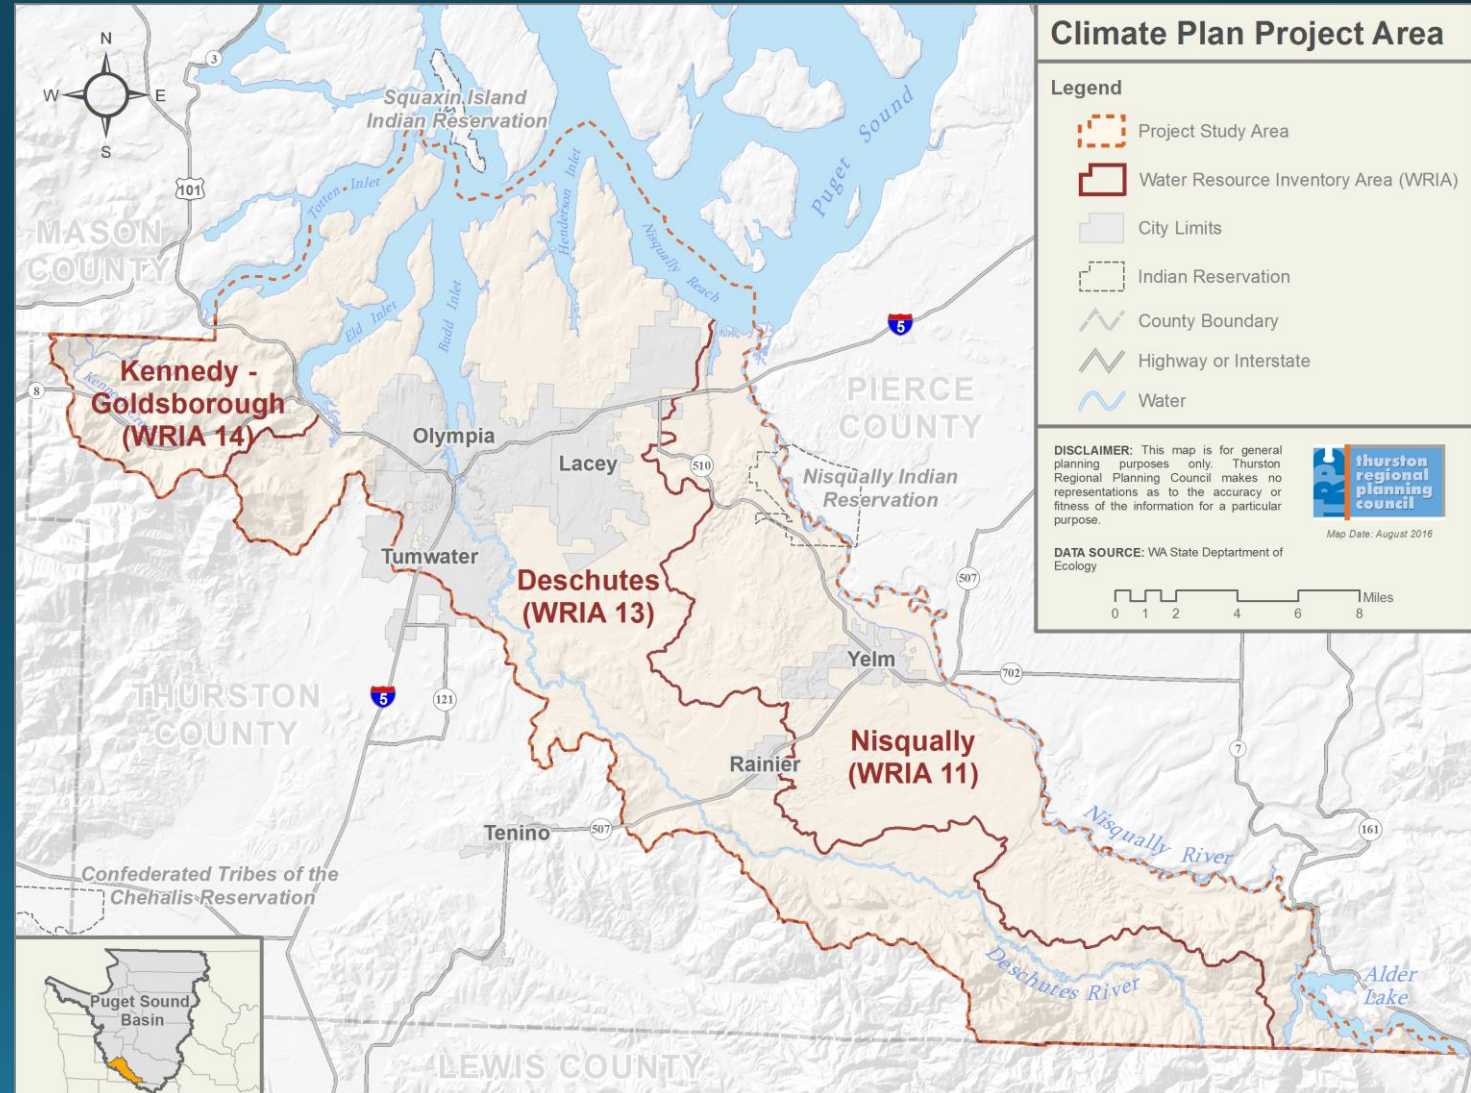 Climate Plan Project Area
Legend
Project Study Area
Water Resource Inventory Area (WRIA)
City Limits
Indian Reservation
County Boundary
Highway or Interstate
Water
DISCLAIMER: This map is for general
planning purposes only. Thurston
Regional Planning Council makes no
representations as to the accuracy or
fitness of the information for a particular
purpose.
TRPC
thurston
regional
planning
council
Map Date: August 2016
DATA SOURCE: WA State Deptartment of
Ecology
Miles
0 1 2 4 6 8
N
W E
S
3
Squaxin Island
Indian Reservation
Puget Sound
101
Totten Inlet
Henderson Inlet
MASON
COUNTY
Nisqually Reach
Eld Inlet
Budd Inlet
5
Kennedy -
Goldsborough
(WRIA 14)
8
PIERCE
COUNTY
Olympia
Lacey
510
Nisqually Indian
Reservation
Tumwater
Deschutes
(WRIA 13)
507
Yelm
702
THURSTON
COUNTY
5
121
Nisqually
(WRIA 11)
7
Rainier
Tenino
507
Nisqually River
161
Confederated Tribes of the
Chehalis Reservation
Deschutes River
Alder
Lake
Puget Sound
Basin
LEWIS COUNTY